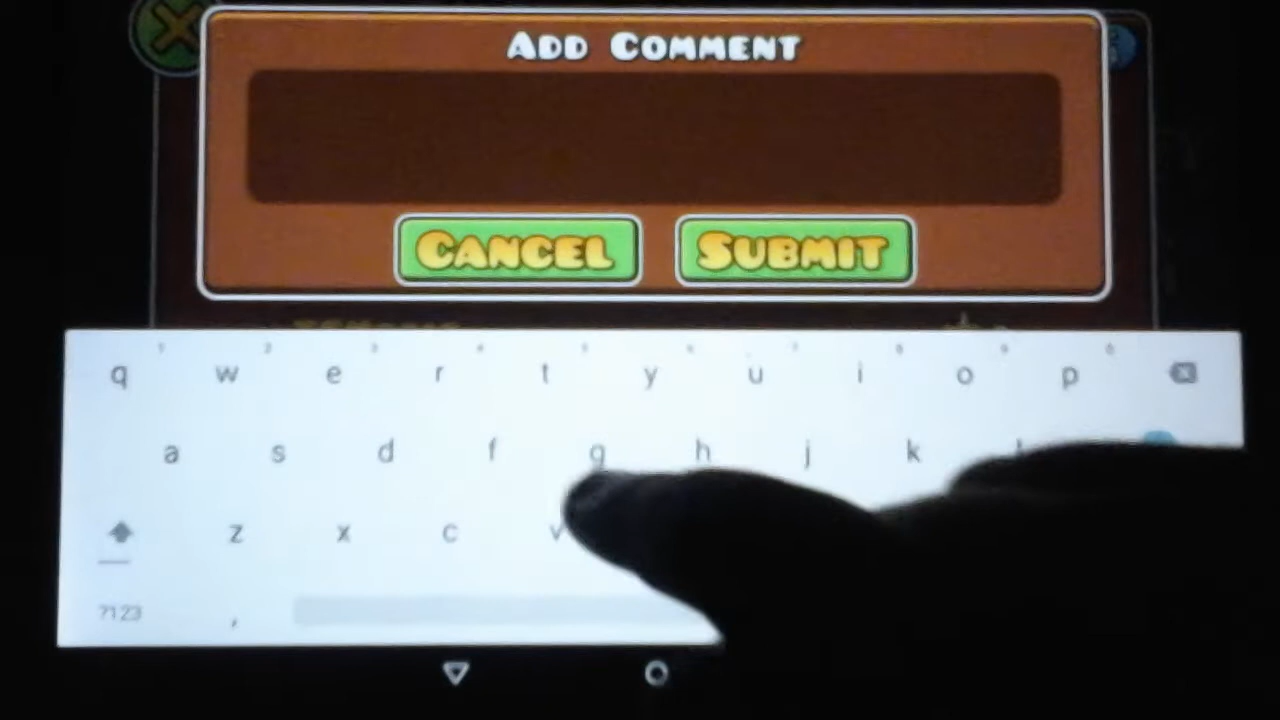 Add Comment
Cancel Submit
q w e r t y u i o p
a s d f g h j k
z x c v
?123 ,